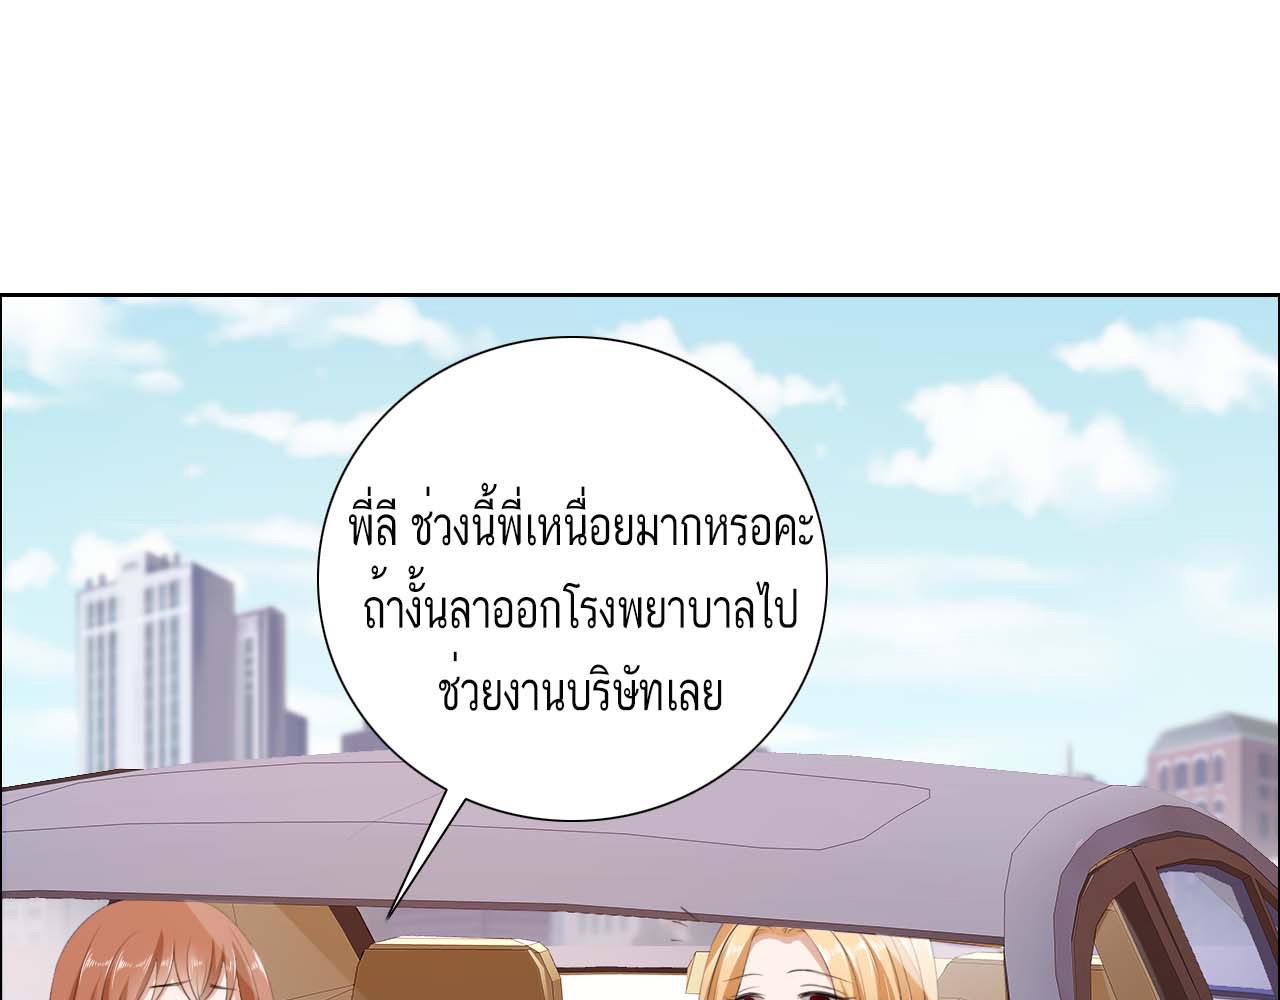 พี่ลี ช่วงนี้พี่เหนื่อยมากหรอคะ
ถ้างั้นลาออกโรงพยาบาลไป
ช่วยงานบริษัทเลย